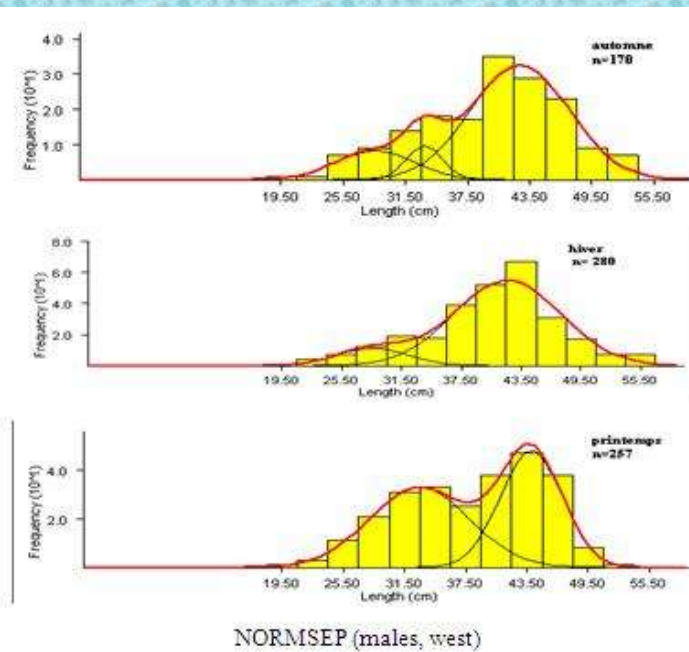 automne
n=178
4.0
3.0
2.0
1.0
Frequency (10^1)
19.50 25.50 31.50 37.50 43.50 49.50 55.50
Length (cm)
hiver
n= 280
8.0
6.0
4.0
2.0
Frequency (10^1)
19.50 25.50 31.50 37.50 43.50 49.50 55.50
Length (cm)
printemps
n=257
4.0
2.0
Frequency (10^1)
19.50 25.50 31.50 37.50 43.50 49.50 55.50
Length (cm)
NORMSEP (males, west)